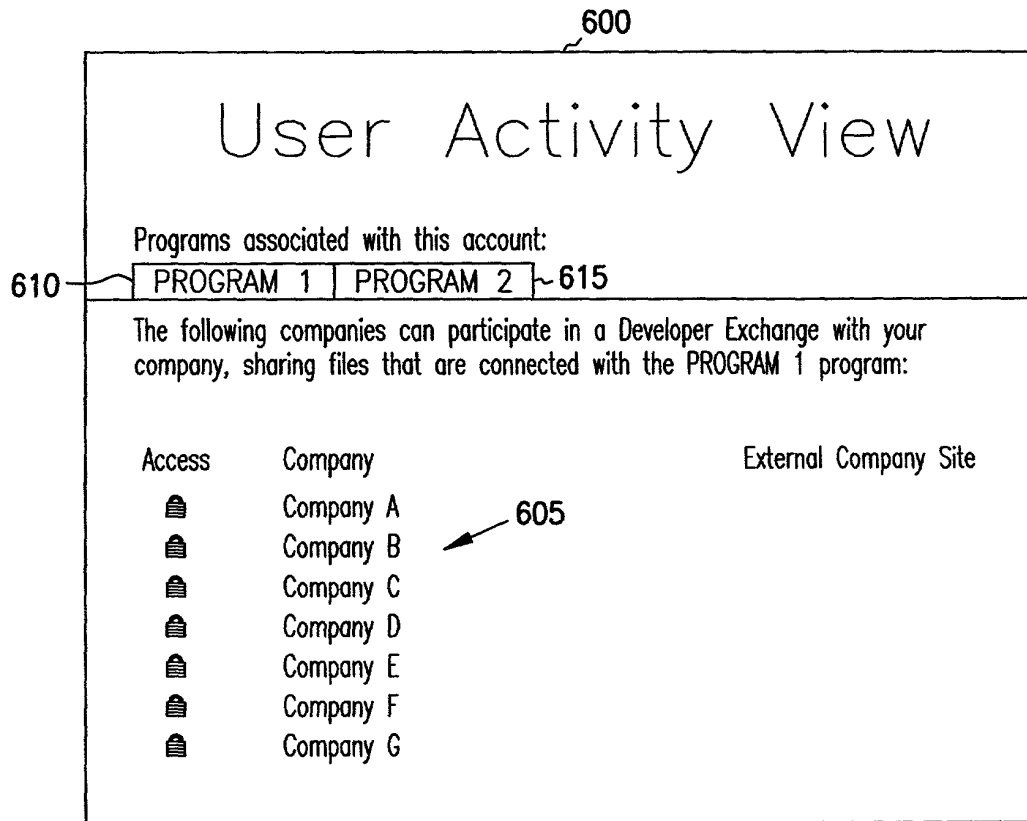 600
User Activity View
Programs associated with this account:
610 PROGRAM 1 PROGRAM 2 615
The following companies can participate in a Developer Exchange with your
company, sharing files that are connected with the PROGRAM 1 program:
Access Company External Company Site
Company A
605
Company B
Company C
Company D
Company E
Company F
Company G